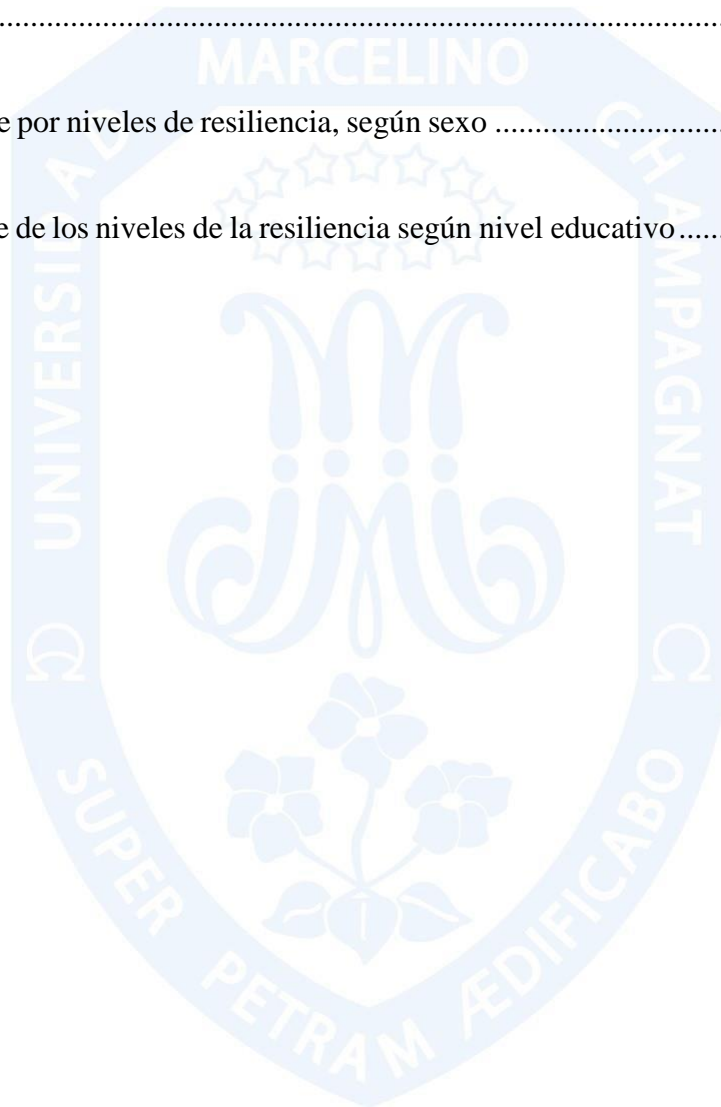 .............................................................................................
e por niveles de resiliencia, según sexo .............................
e de los niveles de la resiliencia según nivel educativo......
UNIVERSIDAD MARCELINO CHAMPAGNAT
Ω Ω
SUPER PETRAM ÆDIFICABO